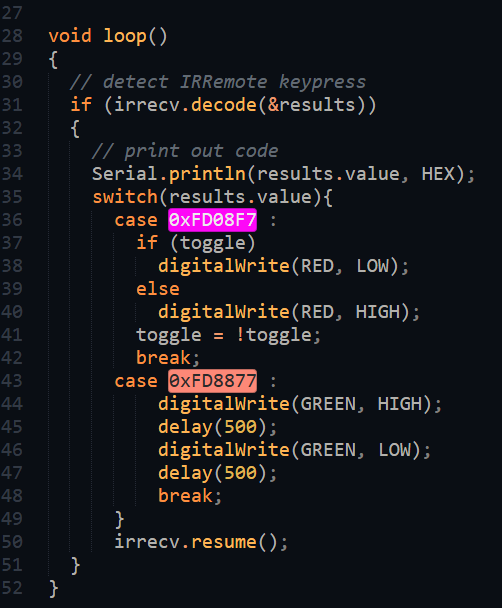 27
28 void loop()
29 {
30   // detect IRRemote keypress
31   if (irrecv.decode(&results))
32   {
33     // print out code
34     Serial.println(results.value, HEX);
35     switch(results.value){
36       case 0xFD08F7 :
37         if (toggle)
38           digitalWrite(RED, LOW);
39         else
40           digitalWrite(RED, HIGH);
41         toggle = !toggle;
42         break;
43       case 0xFD8877 :
44           digitalWrite(GREEN, HIGH);
45           delay(500);
46           digitalWrite(GREEN, LOW);
47           delay(500);
48           break;
49       }
50       irrecv.resume();
51   }
52 }